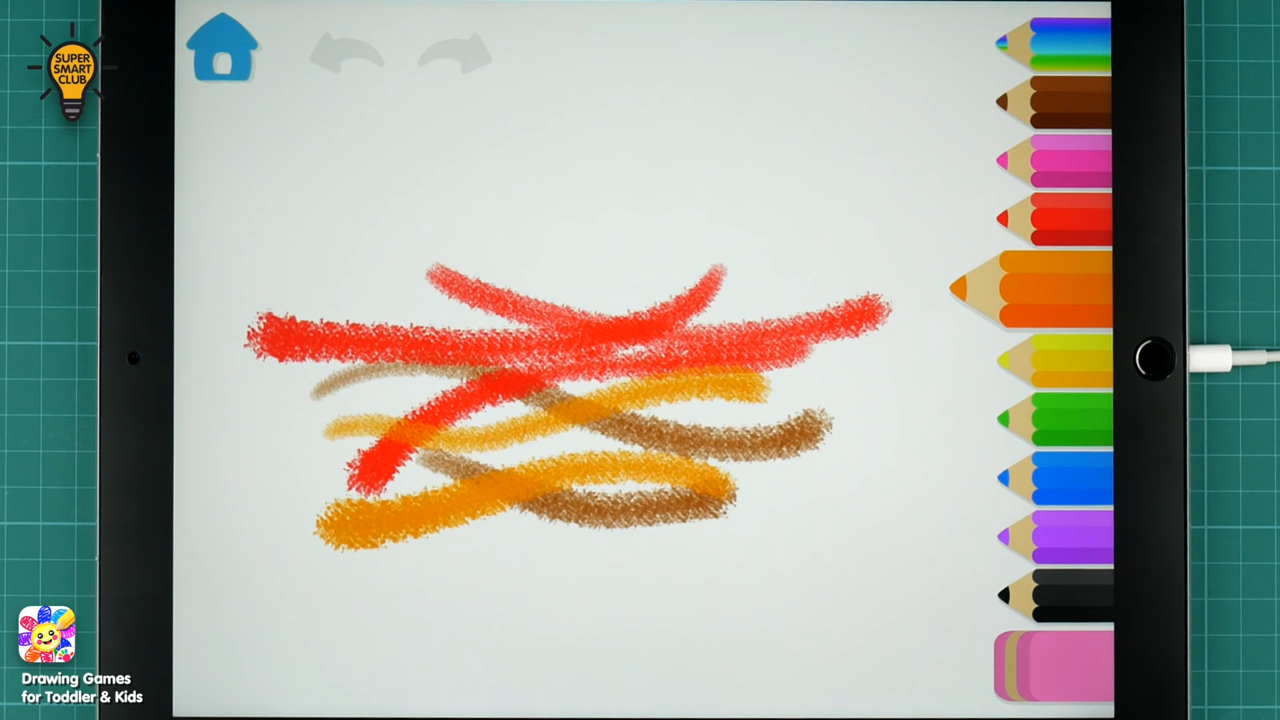 SUPER
SMART
CLUB
Drawing Games
for Toddler & Kids